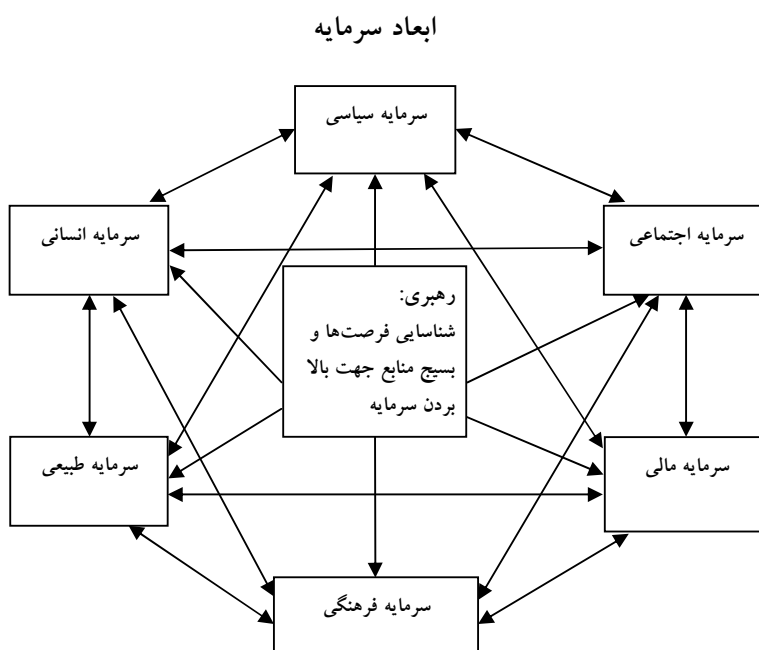 ابعاد سرمایه
سرمایه سیاسی
سرمایه اجتماعی
سرمایه انسانی
رهبری:
شناسایی فرصت‌ها و
بسیج منابع جهت بالا
بردن سرمایه
سرمایه مالی
سرمایه طبیعی
سرمایه فرهنگی